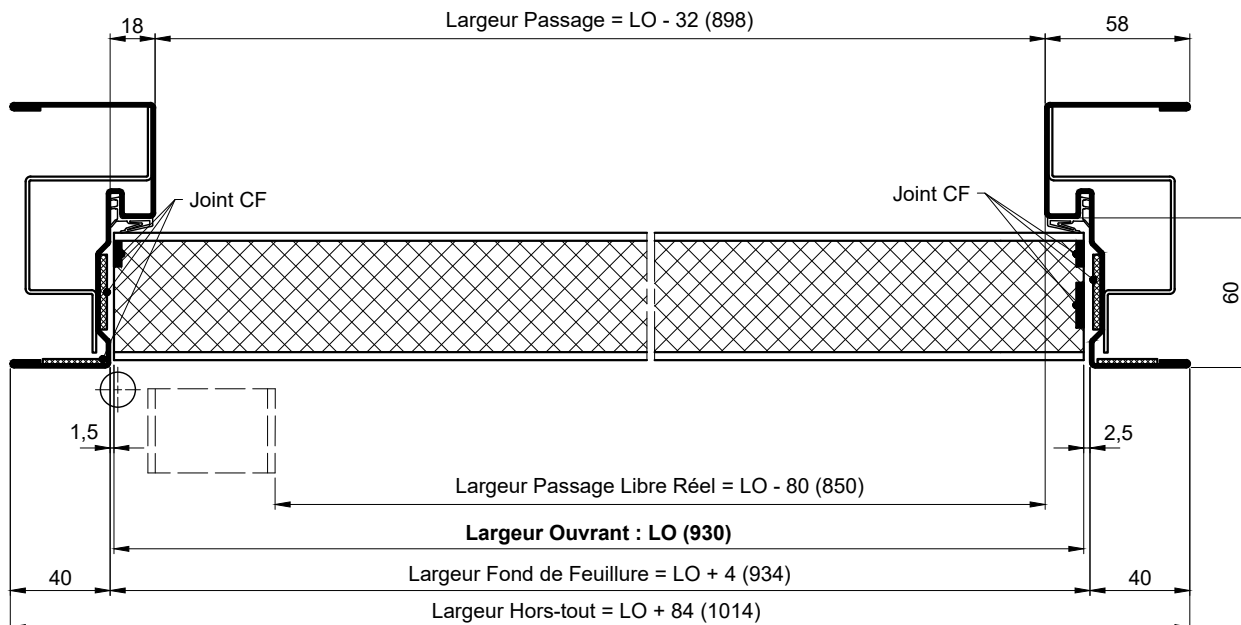 Largeur Passage = LO - 32 (898)
18
58
Joint CF
Joint CF
60
1,5
2,5
Largeur Passage Libre Réel = LO - 80 (850)
Largeur Ouvrant : LO (930)
40
Largeur Fond de Feuillure = LO + 4 (934)
40
Largeur Hors-tout = LO + 84 (1014)